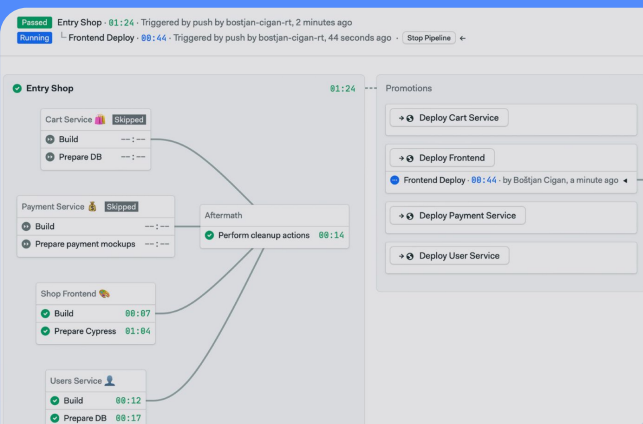 Passed Entry Shop · 01:24 · Triggered by push by bostjan-cigan-rt, 2 minutes ago
Running Frontend Deploy · 00:44 · Triggered by push by bostjan-cigan-rt, 44 seconds ago · Stop Pipeline ←
Entry Shop 01:24
Promotions
Cart Service 🛍️ Skipped
Build --:--
Prepare DB --:--
Payment Service 💰 Skipped
Build --:--
Prepare payment mockups --:--
Shop Frontend 🎨
Build 00:07
Prepare Cypress 01:04
Users Service 👤
Build 00:12
Prepare DB 00:17
Aftermath
Perform cleanup actions 00:14
Deploy Cart Service
Deploy Frontend
Frontend Deploy · 00:44 · by Boštjan Cigan, a minute ago
Deploy Payment Service
Deploy User Service